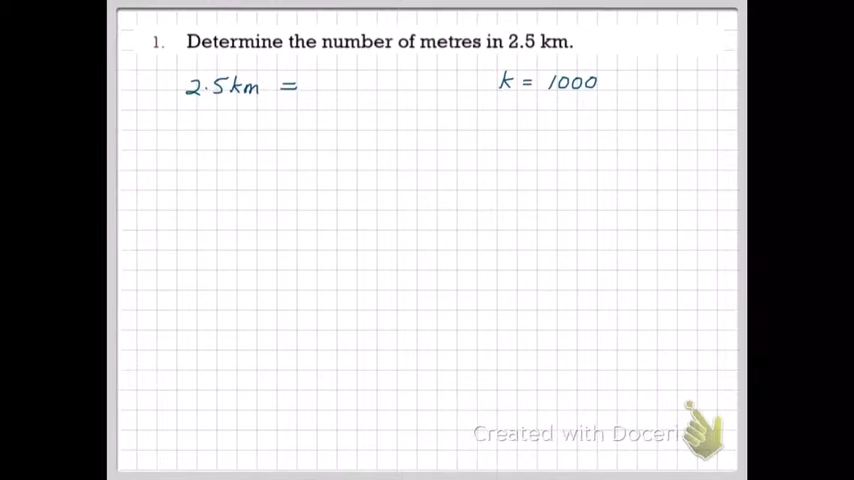 1. Determine the number of metres in 2.5 km.
2.5km = k = 1000
Created with Doceri